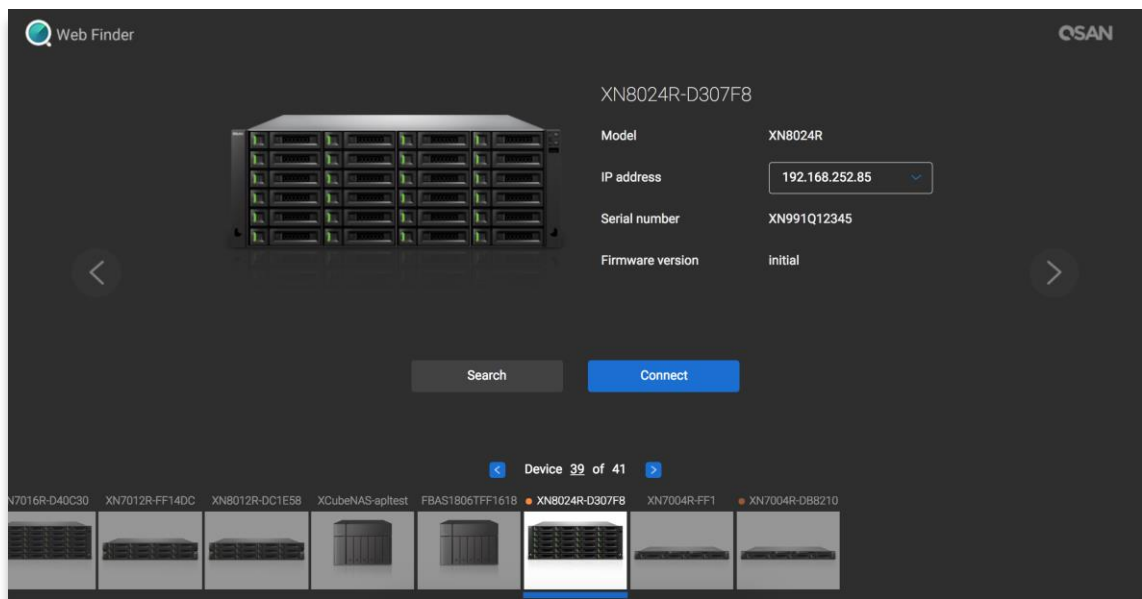 Web Finder
QSAN
XN8024R-D307F8
Model XN8024R
IP address 192.168.252.85
Serial number XN991Q12345
Firmware version initial
Search Connect
Device 39 of 41
N7016R-D40C30 XN7012R-FF14DC XN8012R-DC1E58 XCubeNAS-apltest FBAS1806TFF1618 XN8024R-D307F8 XN7004R-FF1 XN7004R-DB8210